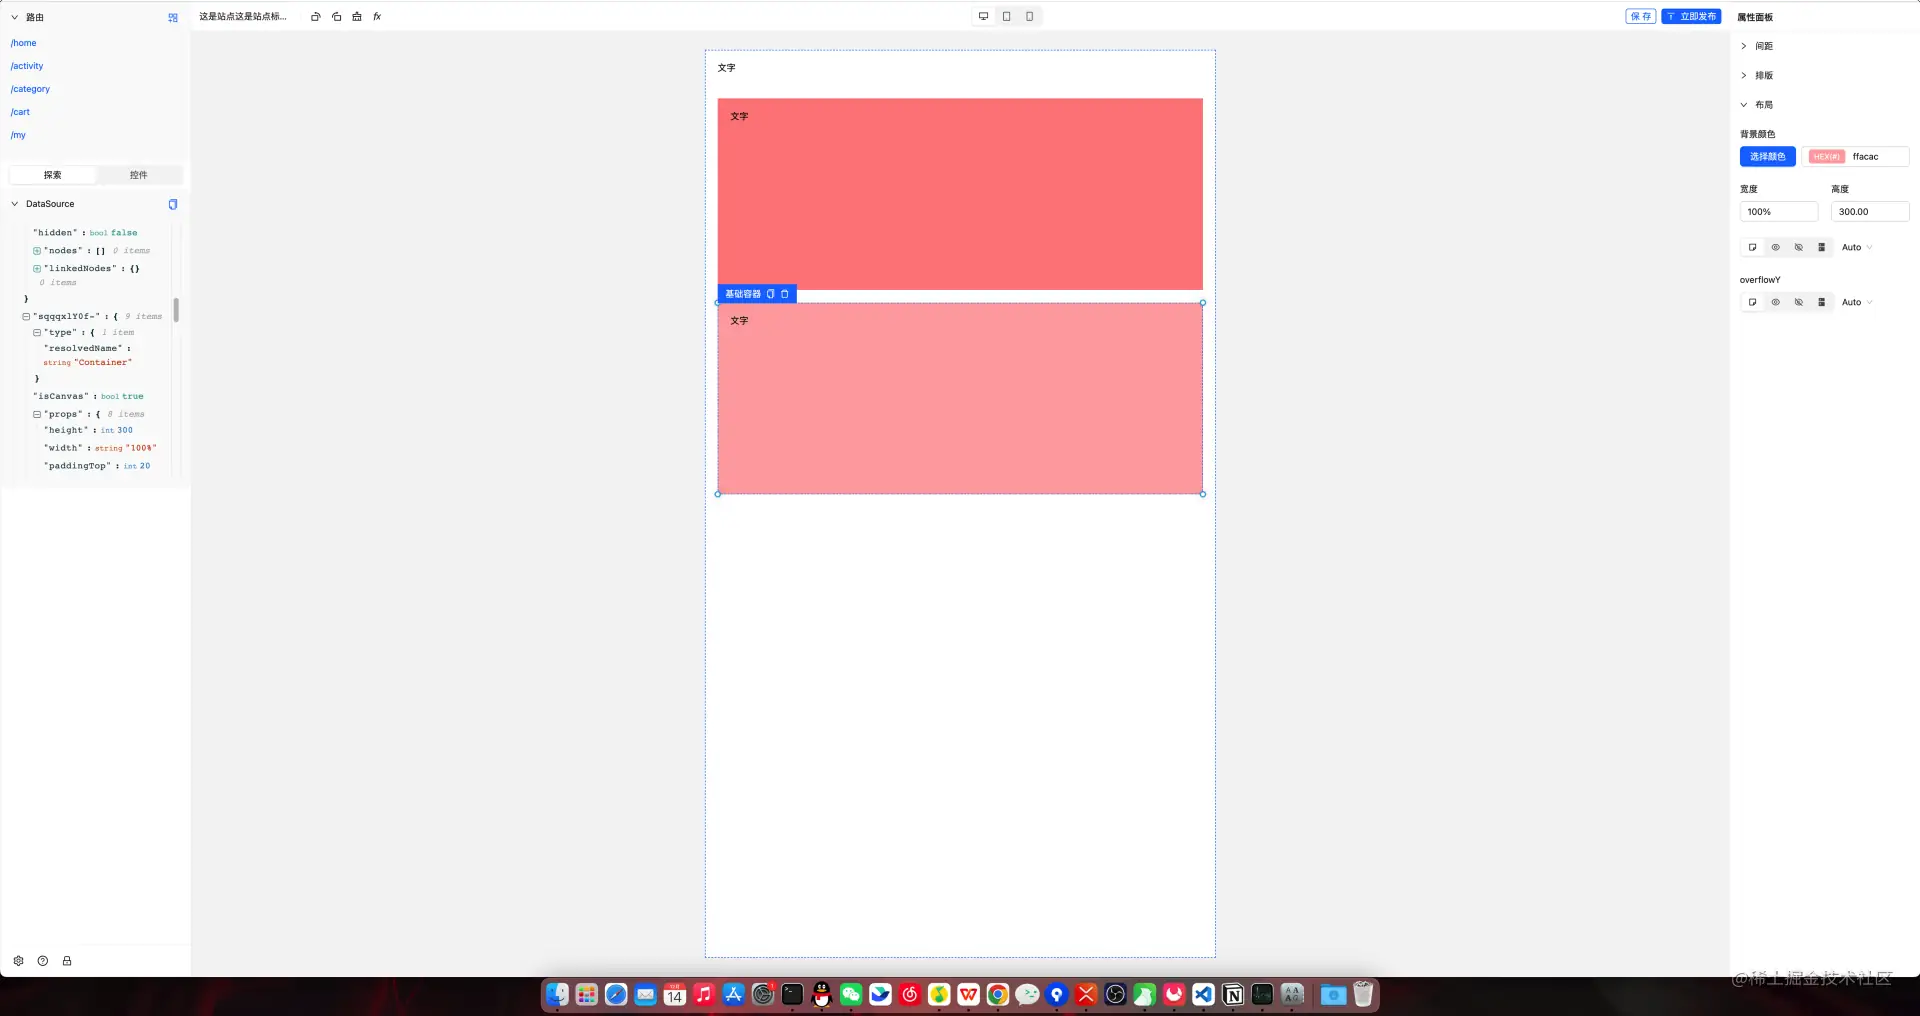 路由
/home
/activity
/category
/cart
/my
探索 控件
DataSource
"hidden" : bool false
"nodes" : [] 0 items
"linkedNodes" : {}
0 items
}
"sqqqxlY0f-" : { 9 items
"type" : { 1 item
"resolvedName" :
string "Container"
}
"isCanvas" : bool true
"props" : { 8 items
"height" : int 300
"width" : string "100%"
"paddingTop" : int 20
这是站点这是站点标...
fx
保 存 立即发布
文字
文字
基础容器
文字
属性面板
间距
排版
布局
背景颜色
选择颜色 HEX(#) ffacac
宽度 高度
100% 300.00
Auto
overflowY
Auto
14
@稀土掘金技术社区